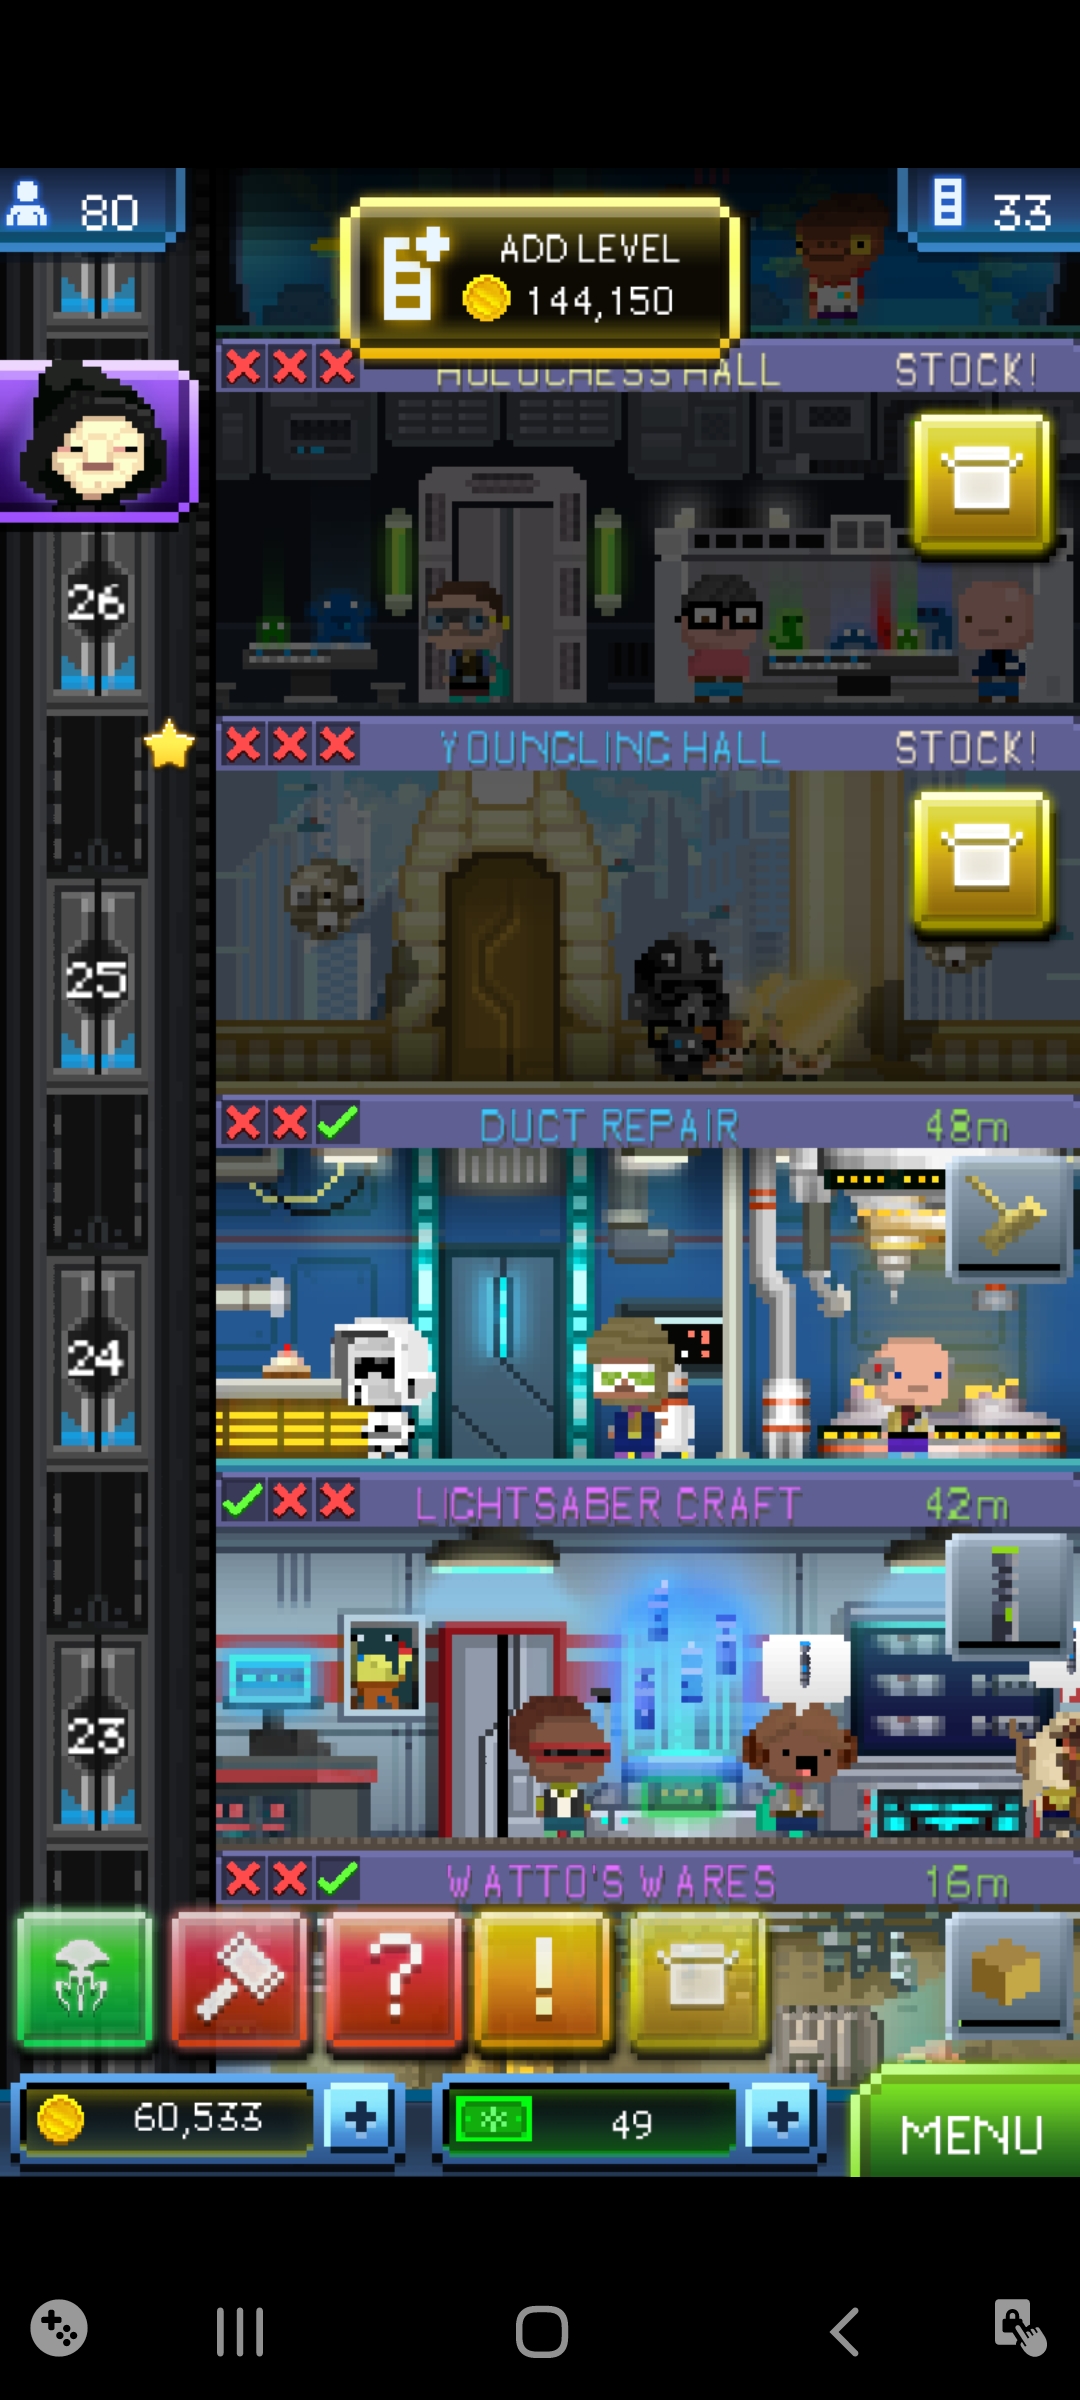 80
33
ADD LEVEL
144,150
HOLOCHESS HALL
STOCK!
26
YOUNGLING HALL
STOCK!
25
DUCT REPAIR
48m
24
LIGHTSABER CRAFT
42m
23
WATTO'S WARES
16m
?
!
60,533
+
49
+
MENU